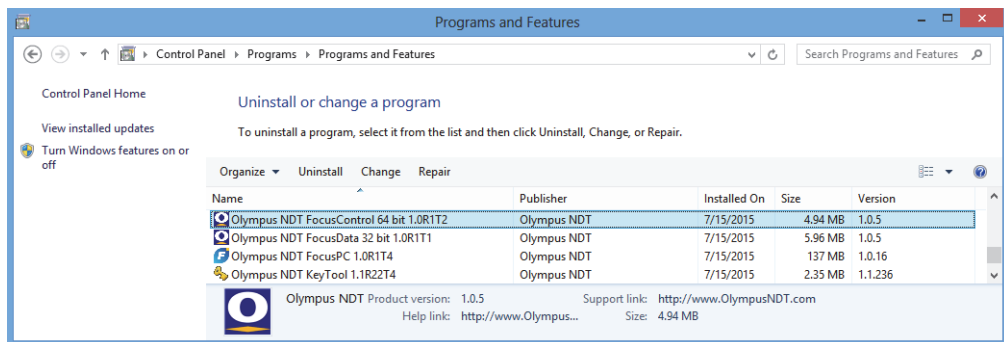 Programs and Features
Control Panel Programs Programs and Features Search Programs and Features
Control Panel Home
View installed updates
Turn Windows features on or
off
Uninstall or change a program
To uninstall a program, select it from the list and then click Uninstall, Change, or Repair.
Organize Uninstall Change Repair
Name Publisher Installed On Size Version
Olympus NDT FocusControl 64 bit 1.0R1T2 Olympus NDT 7/15/2015 4.94 MB 1.0.5
Olympus NDT FocusData 32 bit 1.0R1T1 Olympus NDT 7/15/2015 5.96 MB 1.0.5
Olympus NDT FocusPC 1.0R1T4 Olympus NDT 7/15/2015 137 MB 1.0.16
Olympus NDT KeyTool 1.1R22T4 Olympus NDT 7/15/2015 2.35 MB 1.1.236
Olympus NDT Product version: 1.0.5 Support link: http://www.OlympusNDT.com
Help link: http://www.Olympus... Size: 4.94 MB